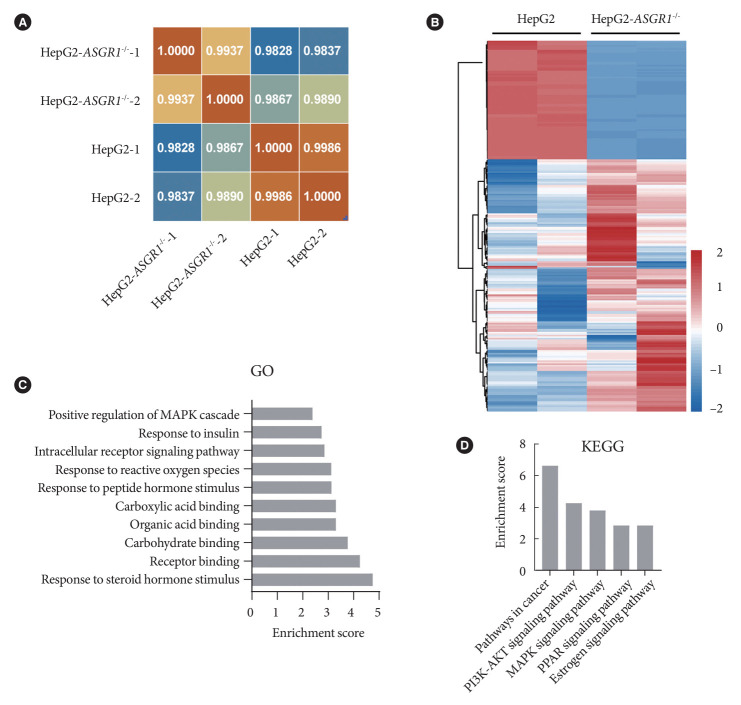 A
HepG2-ASGR1-/--1
1.0000 0.9937 0.9828 0.9837
HepG2-ASGR1-/--2
0.9937 1.0000 0.9867 0.9890
HepG2-1
0.9828 0.9867 1.0000 0.9986
HepG2-2
0.9837 0.9890 0.9986 1.0000
HepG2-ASGR1-/--1
HepG2-ASGR1-/--2
HepG2-1
HepG2-2
B
HepG2 HepG2-ASGR1-/-
2
1
0
−1
−2
C
GO
Positive regulation of MAPK cascade
Response to insulin
Intracellular receptor signaling pathway
Response to reactive oxygen species
Response to peptide hormone stimulus
Carboxylic acid binding
Organic acid binding
Carbohydrate binding
Receptor binding
Response to steroid hormone stimulus
0 1 2 3 4 5
Enrichment score
D
KEGG
Enrichment score
8
6
4
2
0
Pathways in cancer
PI3K-AKT signaling pathway
MAPK signaling pathway
PPAR signaling pathway
Estrogen signaling pathway